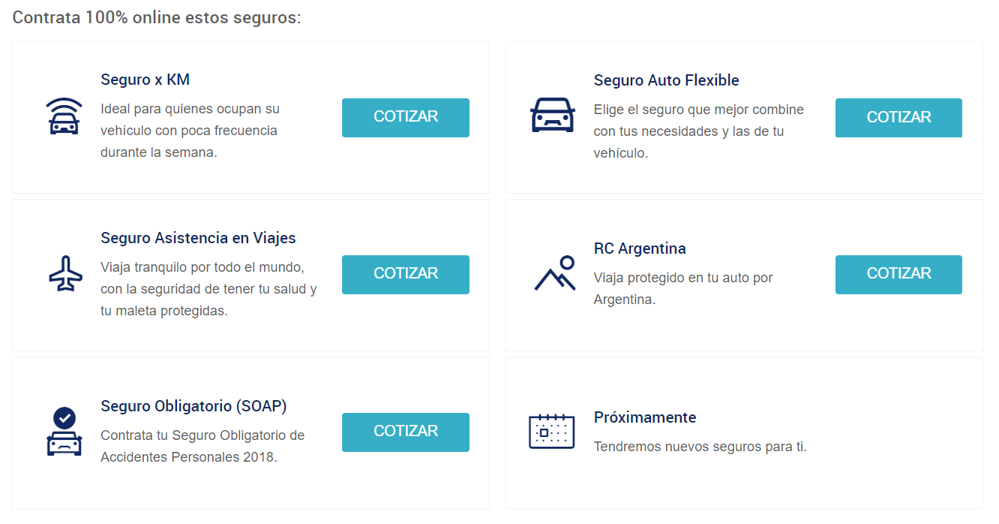 Contrata 100% online estos seguros:
Seguro x KM
Ideal para quienes ocupan su
vehículo con poca frecuencia
durante la semana.
COTIZAR
Seguro Auto Flexible
Elige el seguro que mejor combine
con tus necesidades y las de tu
vehículo.
COTIZAR
Seguro Asistencia en Viajes
Viaja tranquilo por todo el mundo,
con la seguridad de tener tu salud y
tu maleta protegidas.
COTIZAR
RC Argentina
Viaja protegido en tu auto por
Argentina.
COTIZAR
Seguro Obligatorio (SOAP)
Contrata tu Seguro Obligatorio de
Accidentes Personales 2018.
COTIZAR
Próximamente
Tendremos nuevos seguros para ti.